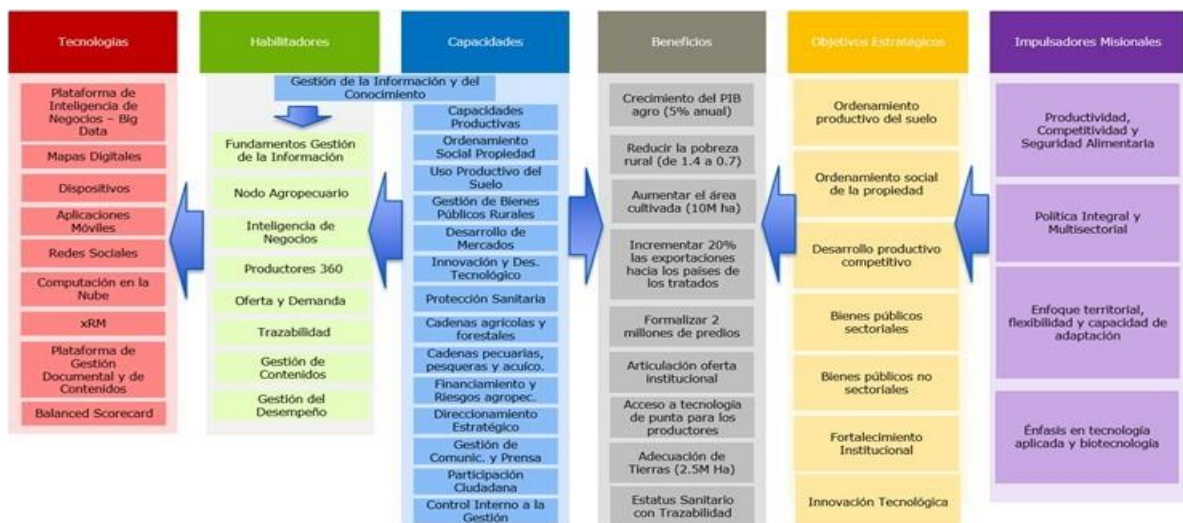 Tecnologías
Plataforma de
Inteligencia de
Negocios – Big
Data
Mapas Digitales
Dispositivos
Aplicaciones
Móviles
Redes Sociales
Computación en la
Nube
xRM
Plataforma de
Gestión
Documental y de
Contenidos
Balanced Scorecard
Habilitadores
Gestión de la Información y del
Conocimiento
Fundamentos Gestión
de la Información
Nodo Agropecuario
Inteligencia de
Negocios
Productores 360
Oferta y Demanda
Trazabilidad
Gestión de
Contenidos
Gestión del
Desempeño
Capacidades
Capacidades
Productivas
Ordenamiento
Social Propiedad
Uso Productivo del
Suelo
Gestión de Bienes
Públicos Rurales
Desarrollo de
Mercados
Innovación y Des.
Tecnológico
Protección Sanitaria
Cadenas agrícolas y
forestales
Cadenas pecuarias,
pesqueras y acuíco.
Financiamiento y
Riesgos agropec.
Direccionamiento
Estratégico
Gestión de
Comunic. y Prensa
Participación
Ciudadana
Control Interno a la
Gestión
Beneficios
Crecimiento del PIB
agro (5% anual)
Reducir la pobreza
rural (de 1.4 a 0.7)
Aumentar el área
cultivada (10M ha)
Incrementar 20%
las exportaciones
hacia los países de
los tratados
Formalizar 2
millones de predios
Articulación oferta
institucional
Acceso a tecnología
de punta para los
productores
Adecuación de
Tierras (2.5M Ha)
Estatus Sanitario
con Trazabilidad
Objetivos Estratégicos
Ordenamiento
productivo del suelo
Ordenamiento social
de la propiedad
Desarrollo productivo
competitivo
Bienes públicos
sectoriales
Bienes públicos no
sectoriales
Fortalecimiento
Institucional
Innovación Tecnológica
Impulsadores Misionales
Productividad,
Competitividad y
Seguridad Alimentaria
Política Integral y
Multisectorial
Enfoque territorial,
flexibilidad y capacidad de
adaptación
Énfasis en tecnología
aplicada y biotecnología